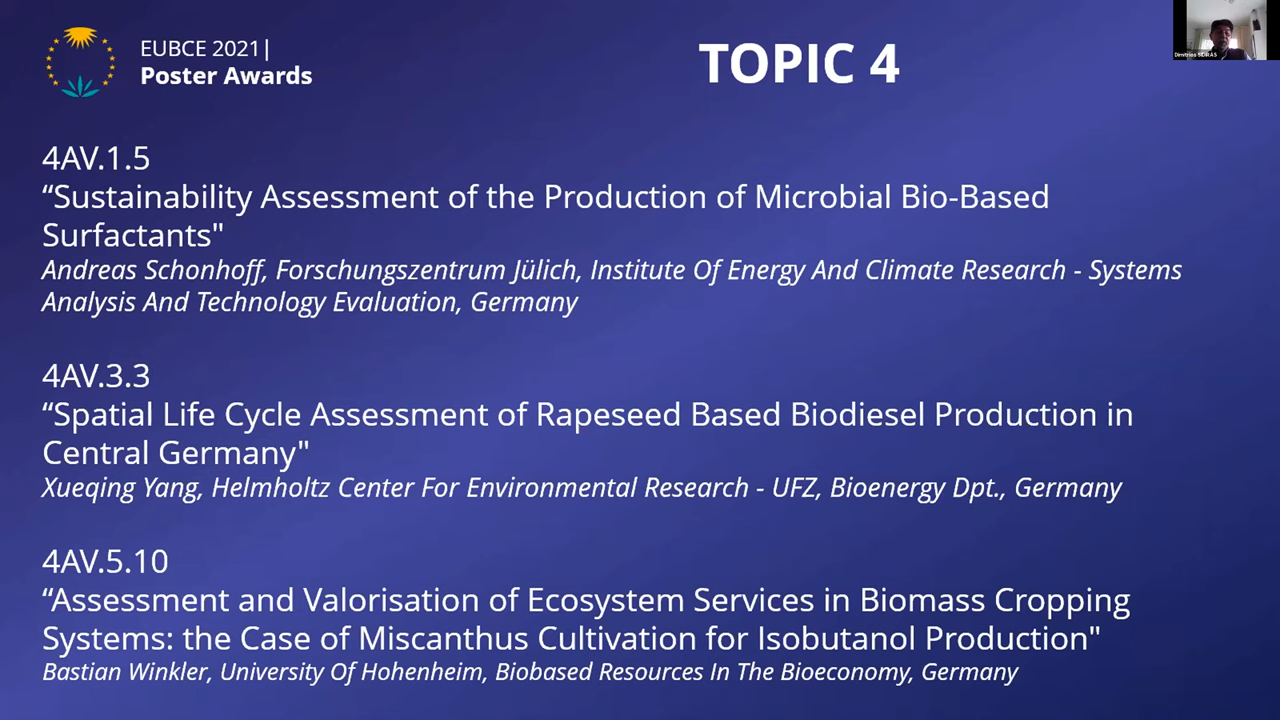 EUBCE 2021|
Poster Awards
TOPIC 4
Dimitrios SIDIRAS
4AV.1.5
“Sustainability Assessment of the Production of Microbial Bio-Based
Surfactants"
Andreas Schonhoff, Forschungszentrum Jülich, Institute Of Energy And Climate Research - Systems
Analysis And Technology Evaluation, Germany
4AV.3.3
“Spatial Life Cycle Assessment of Rapeseed Based Biodiesel Production in
Central Germany"
Xueqing Yang, Helmholtz Center For Environmental Research - UFZ, Bioenergy Dpt., Germany
4AV.5.10
“Assessment and Valorisation of Ecosystem Services in Biomass Cropping
Systems: the Case of Miscanthus Cultivation for Isobutanol Production"
Bastian Winkler, University Of Hohenheim, Biobased Resources In The Bioeconomy, Germany